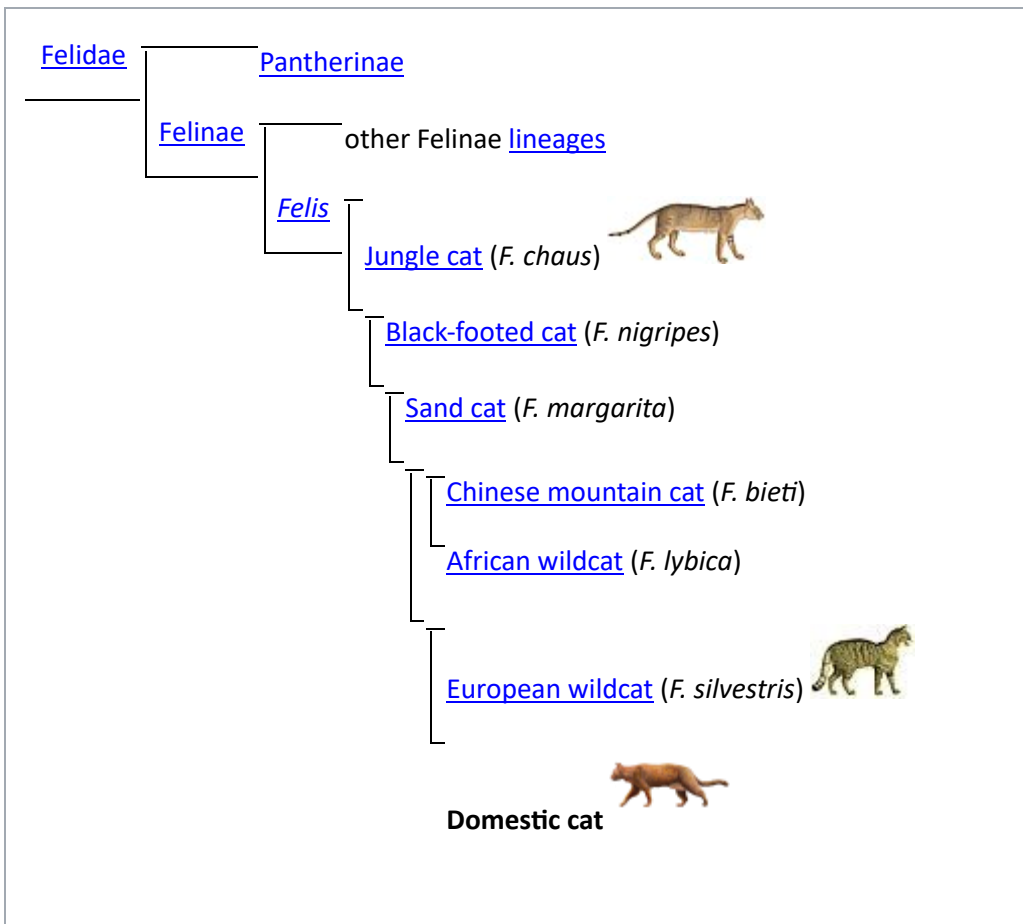 Felidae
Pantherinae
Felinae
other Felinae lineages
Felis
Jungle cat (F. chaus)
Black-footed cat (F. nigripes)
Sand cat (F. margarita)
Chinese mountain cat (F. bieti)
African wildcat (F. lybica)
European wildcat (F. silvestris)
Domestic cat